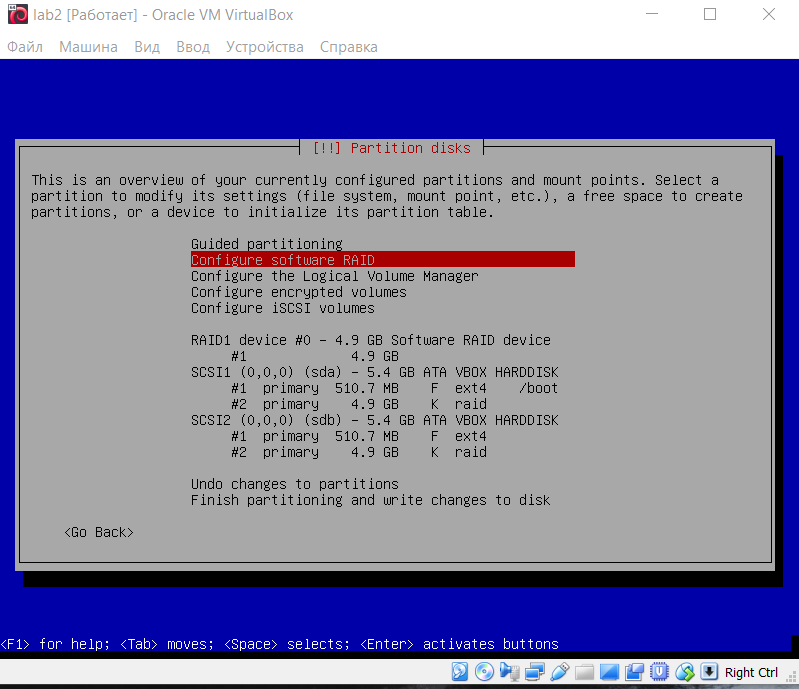 lab2 [Работает] - Oracle VM VirtualBox
Файл Машина Вид Ввод Устройства Справка
[!!] Partition disks
This is an overview of your currently configured partitions and mount points. Select a
partition to modify its settings (file system, mount point, etc.), a free space to create
partitions, or a device to initialize its partition table.
Guided partitioning
Configure software RAID
Configure the Logical Volume Manager
Configure encrypted volumes
Configure iSCSI volumes
RAID1 device #0 - 4.9 GB Software RAID device
#1 4.9 GB
SCSI1 (0,0,0) (sda) - 5.4 GB ATA VBOX HARDDISK
#1 primary 510.7 MB F ext4 /boot
#2 primary 4.9 GB K raid
SCSI2 (0,0,0) (sdb) - 5.4 GB ATA VBOX HARDDISK
#1 primary 510.7 MB F ext4
#2 primary 4.9 GB K raid
Undo changes to partitions
Finish partitioning and write changes to disk
<Go Back>
<F1> for help; <Tab> moves; <Space> selects; <Enter> activates buttons
Right Ctrl